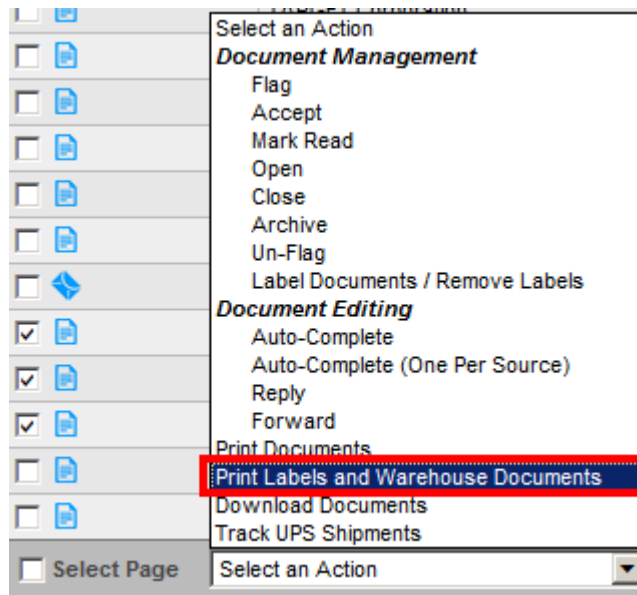 Select an Action
Document Management
Flag
Accept
Mark Read
Open
Close
Archive
Un-Flag
Label Documents / Remove Labels
Document Editing
Auto-Complete
Auto-Complete (One Per Source)
Reply
Forward
Print Documents
Print Labels and Warehouse Documents
Download Documents
Track UPS Shipments
Select Page
Select an Action